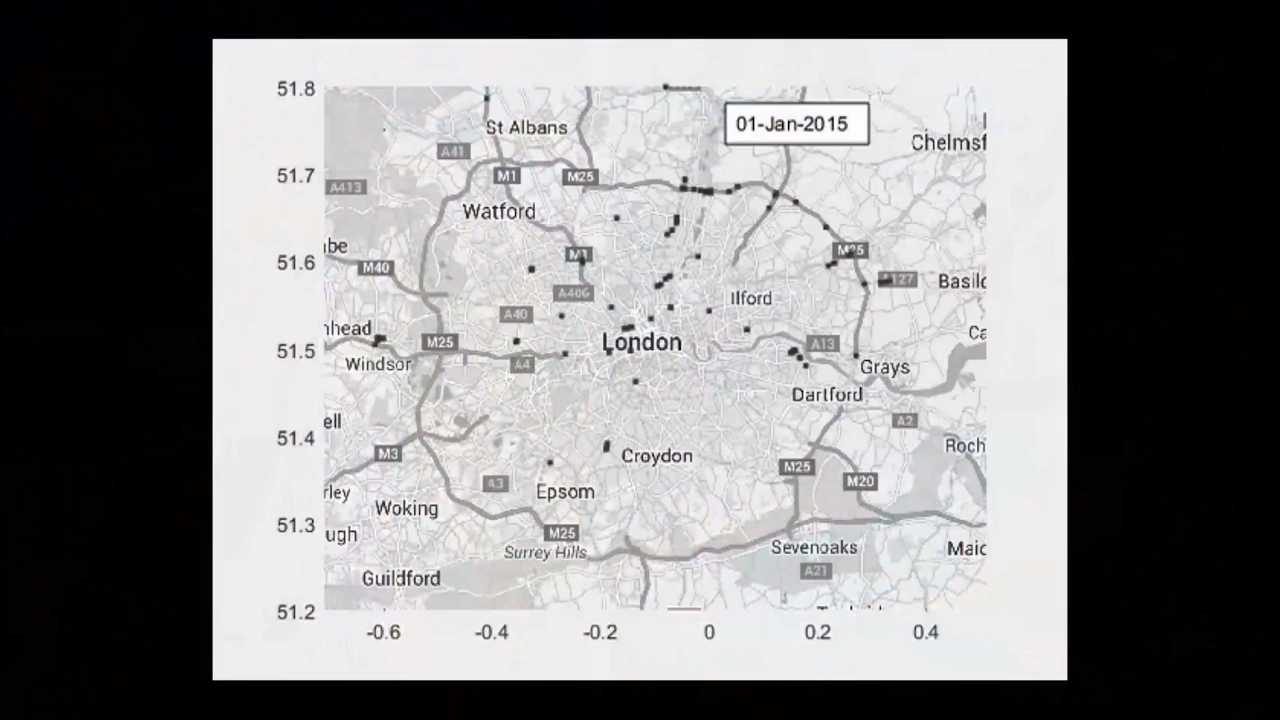 51.8
01-Jan-2015
St Albans
Chelmsf
A41
51.7
M1
M25
A413
Watford
be
M1
M25
51.6
M40
A127
Basild
A406
Ilford
A40
nhead
M25
London
A13
Ca
51.5
Windsor
A4
Grays
Dartford
ell
A2
51.4
M3
Croydon
Roch
M25
A3
M20
rley
Epsom
Woking
51.3
ugh
M25
Surrey Hills
Sevenoaks
Maid
Guildford
A21
51.2
-0.6
-0.4
-0.2
0
0.2
0.4